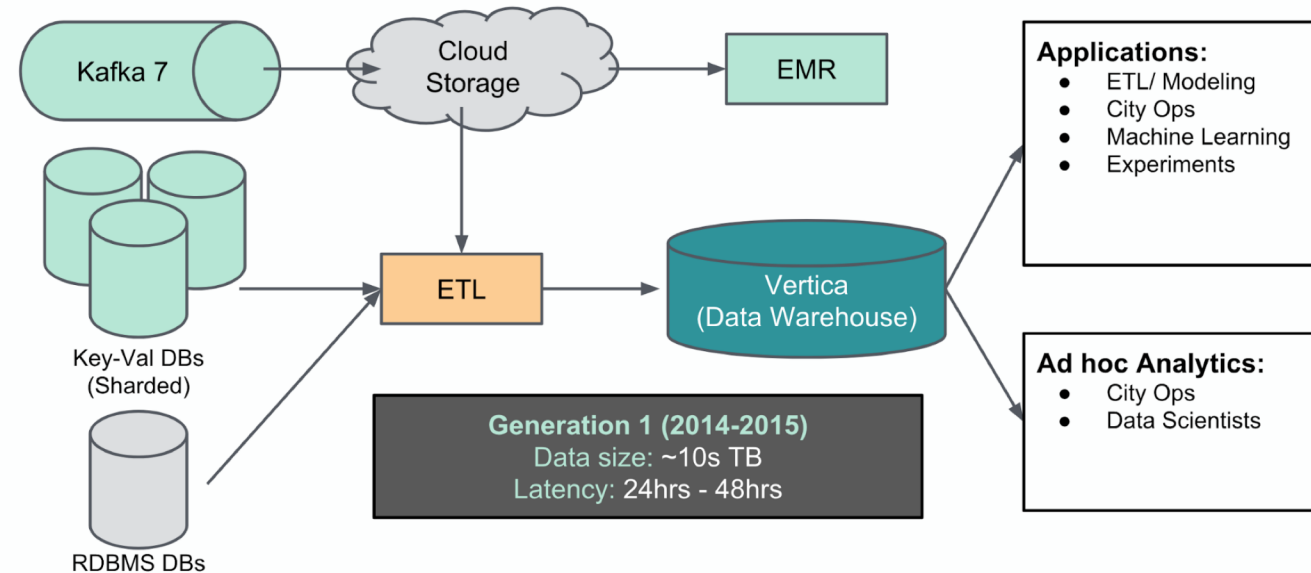 Kafka 7
Cloud
Storage
EMR
Applications:
● ETL/ Modeling
● City Ops
● Machine Learning
● Experiments
Key-Val DBs
(Sharded)
ETL
Vertica
(Data Warehouse)
Ad hoc Analytics:
● City Ops
● Data Scientists
Generation 1 (2014-2015)
Data size: ~10s TB
Latency: 24hrs - 48hrs
RDBMS DBs